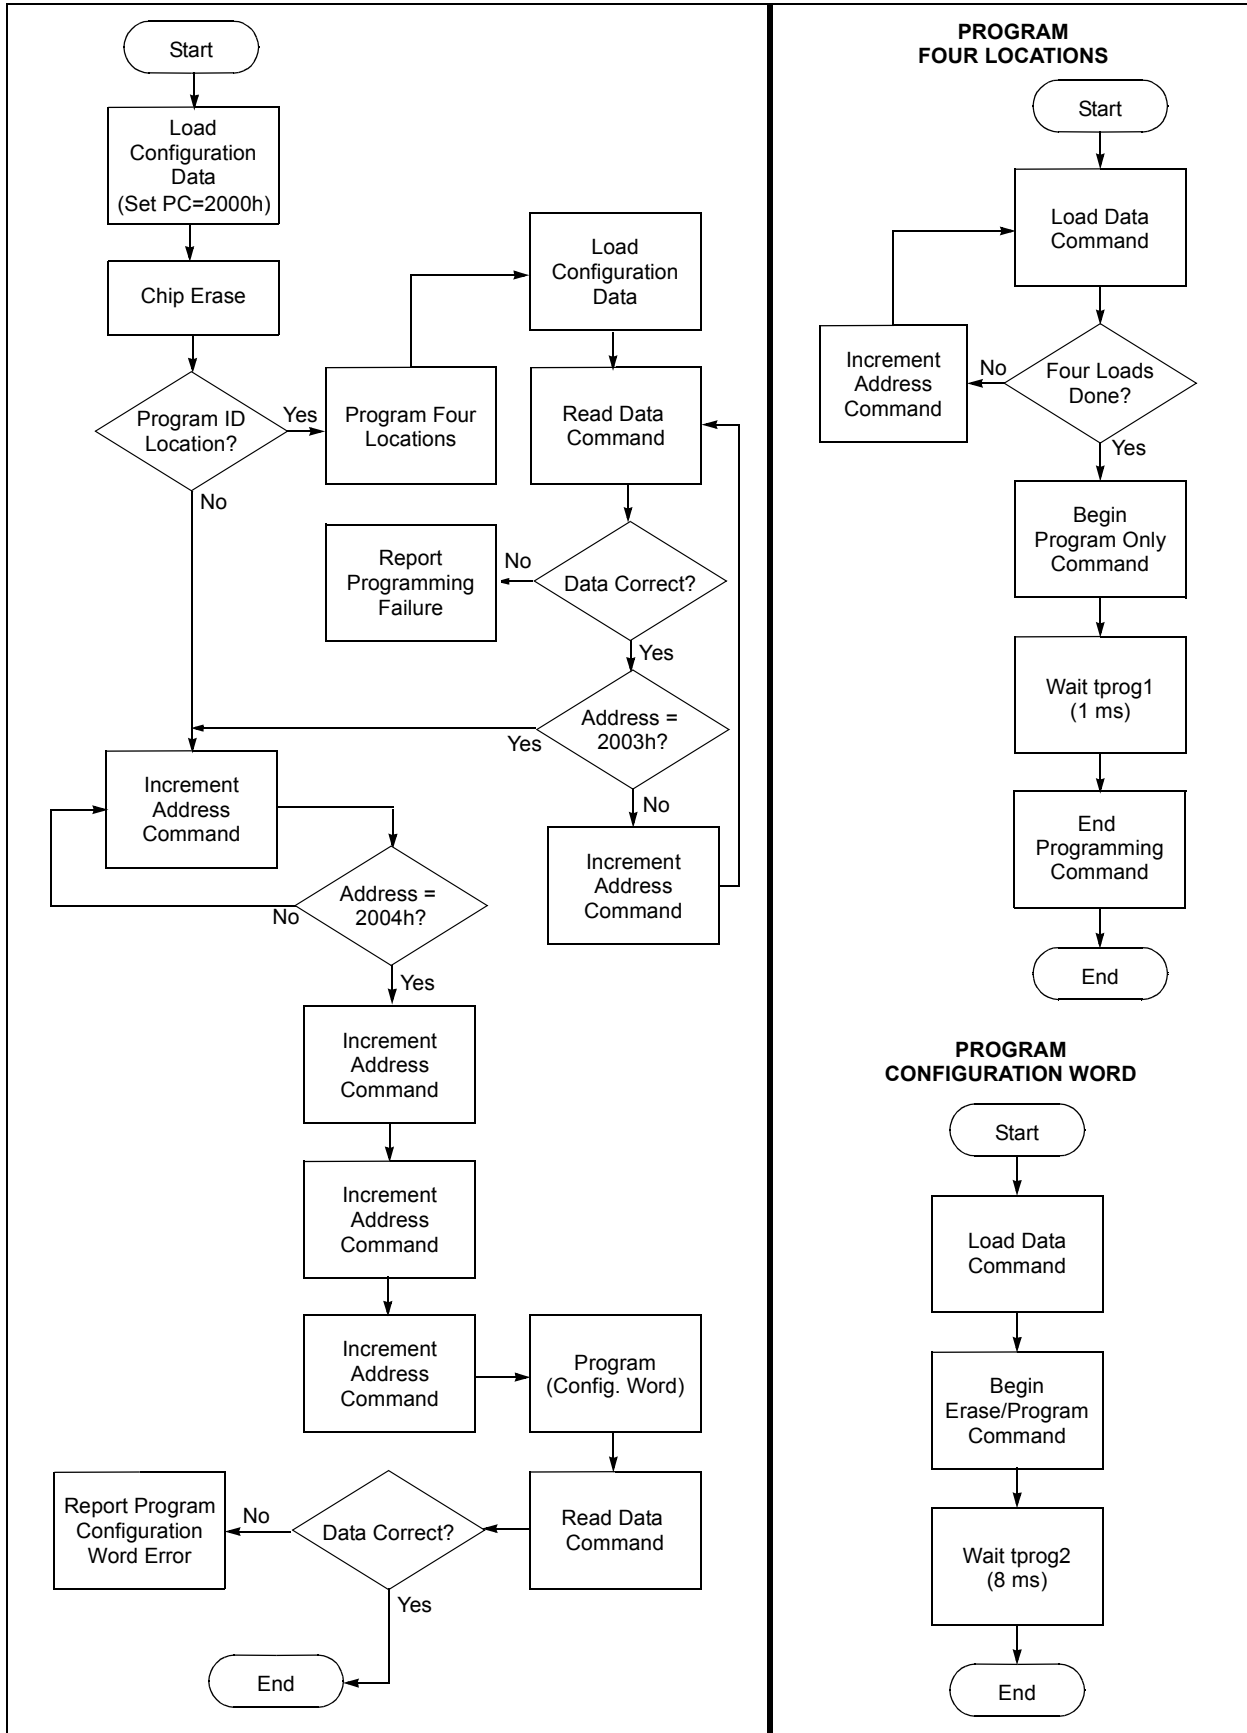 Start
Load
Configuration
Data
(Set PC=2000h)
Chip Erase
Program ID
Location?
Yes
No
Program Four
Locations
Load
Configuration
Data
Read Data
Command
Data Correct?
No
Report
Programming
Failure
Yes
Address =
2003h?
Yes
No
Increment
Address
Command
Increment
Address
Command
Address =
2004h?
No
Yes
Increment
Address
Command
Increment
Address
Command
Increment
Address
Command
Program
(Config. Word)
Read Data
Command
Data Correct?
No
Report Program
Configuration
Word Error
Yes
End
PROGRAM
FOUR LOCATIONS
Start
Load Data
Command
Four Loads
Done?
No
Increment
Address
Command
Yes
Begin
Program Only
Command
Wait tprog1
(1 ms)
End
Programming
Command
End
PROGRAM
CONFIGURATION WORD
Start
Load Data
Command
Begin
Erase/Program
Command
Wait tprog2
(8 ms)
End